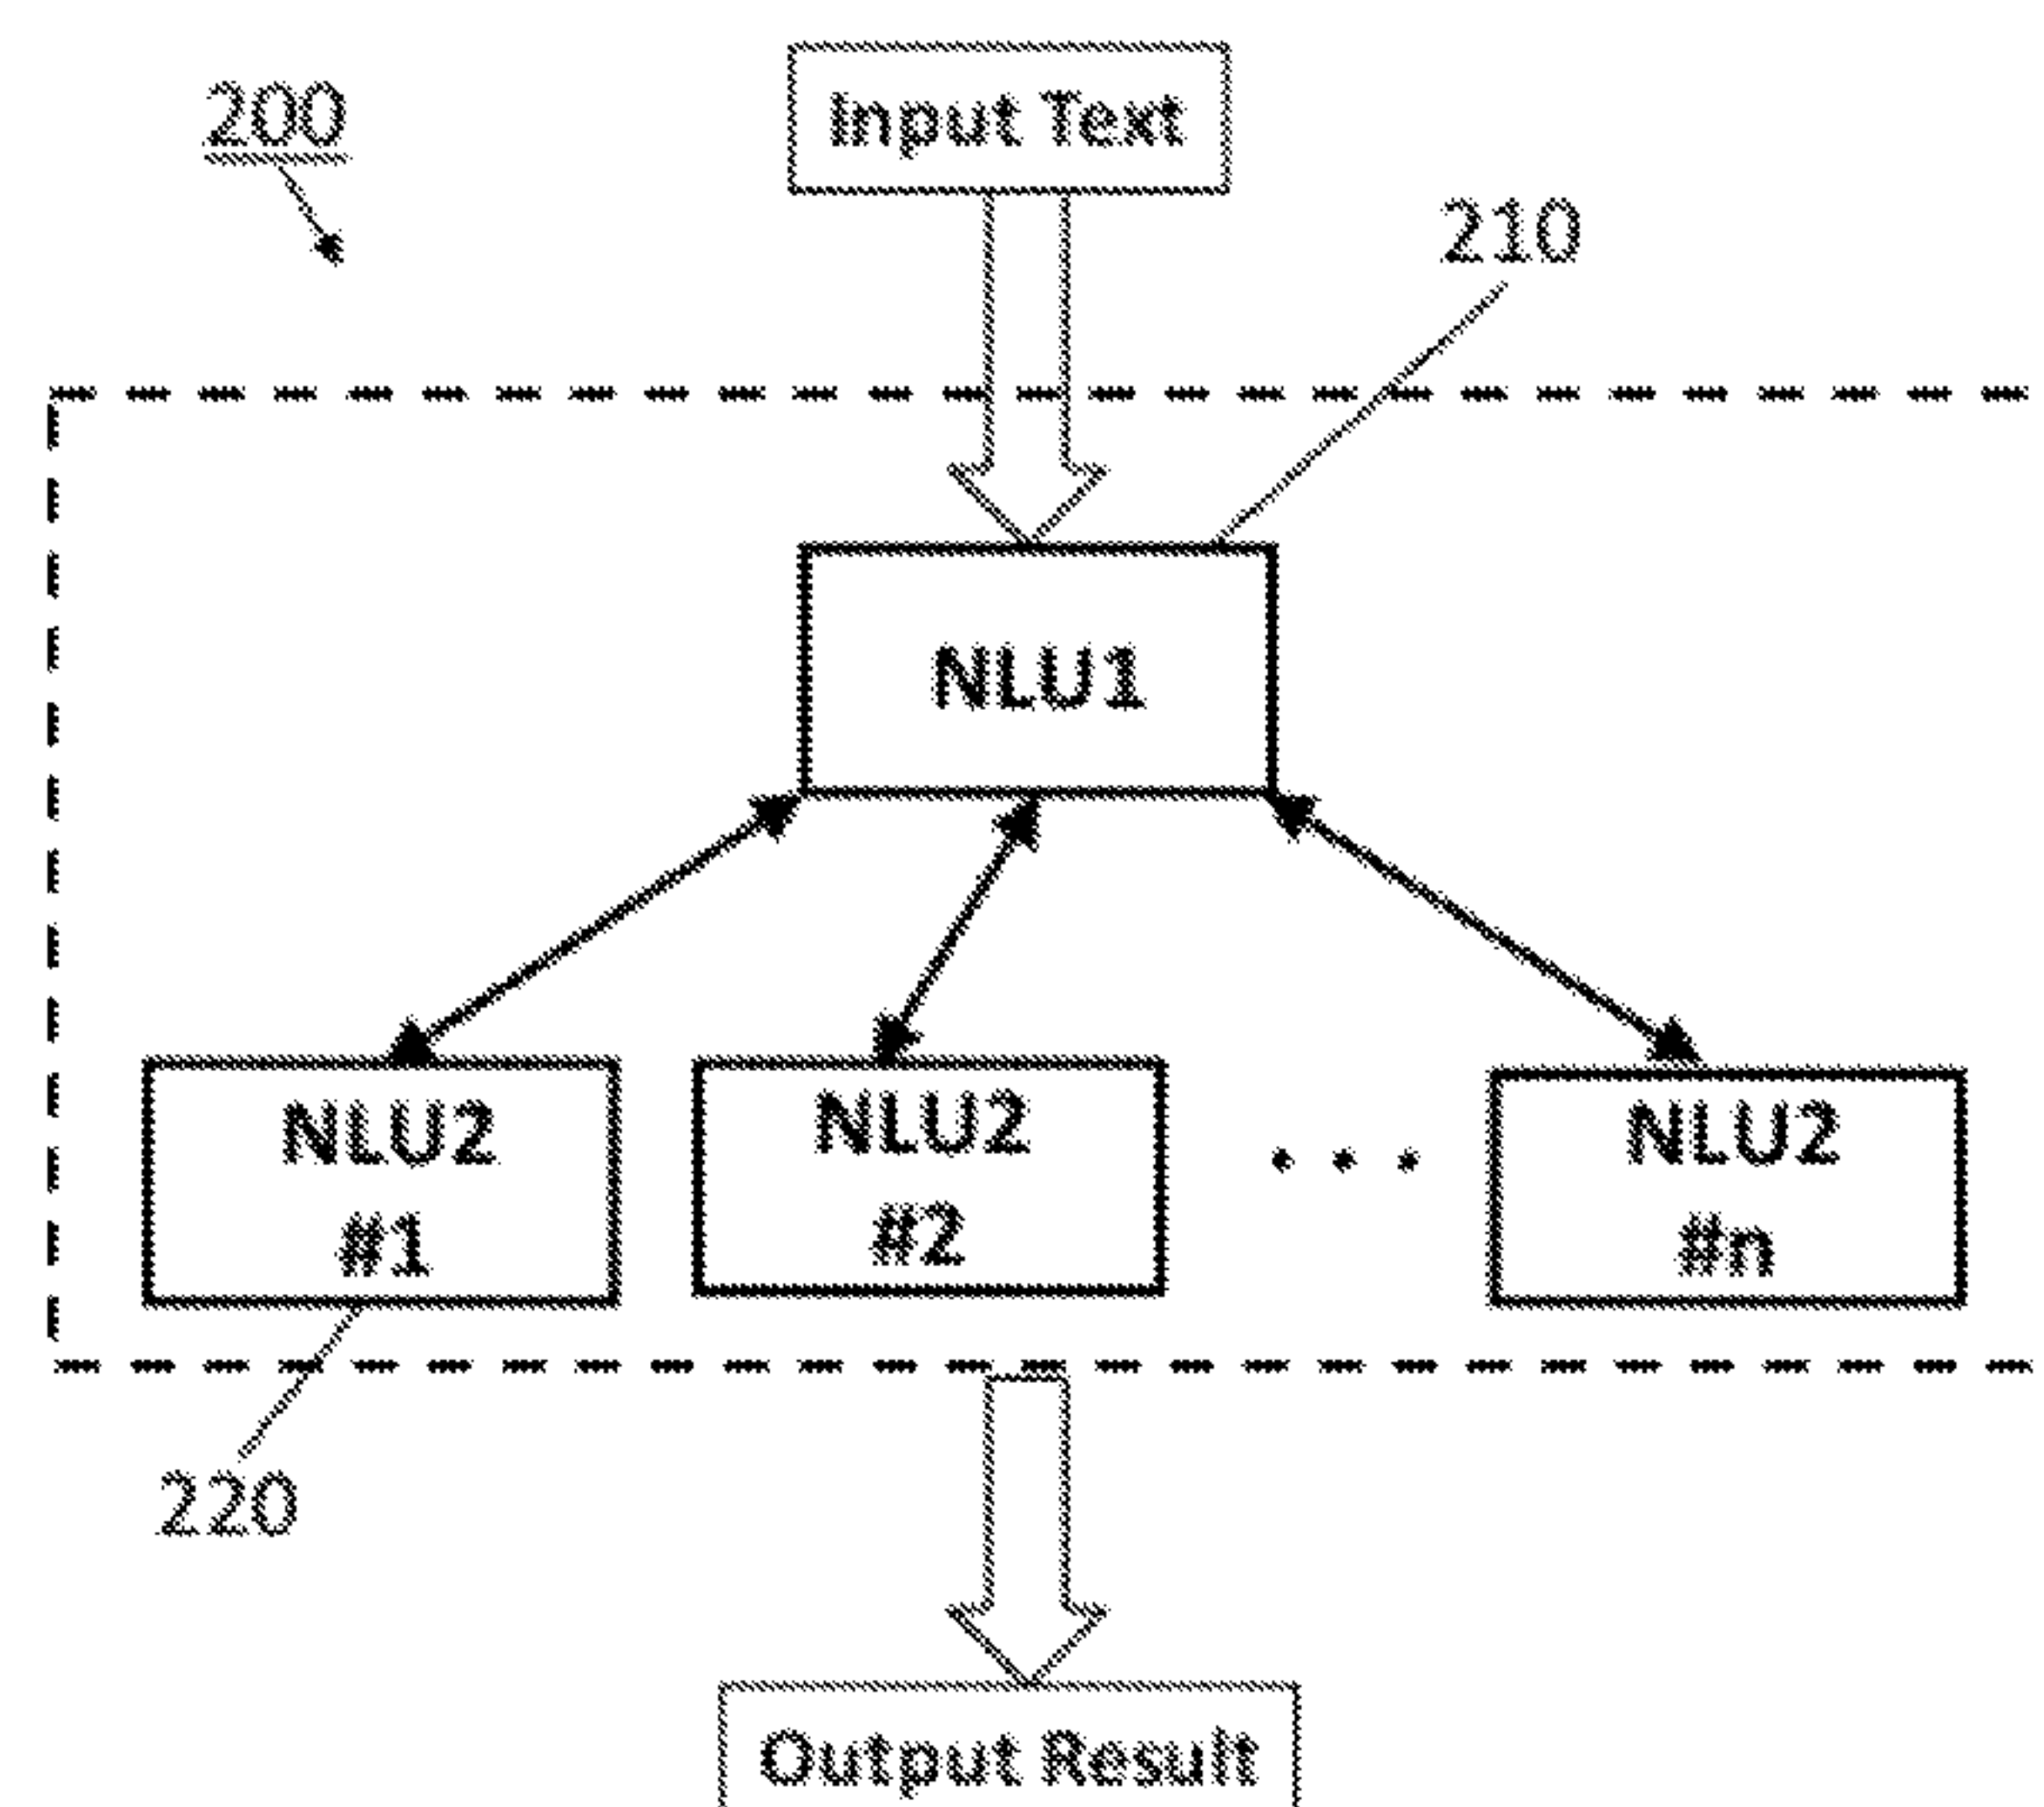 200
Input Text
210
NLU1
NLU2
#1
NLU2
#2
. . .
NLU2
#n
220
Output Result